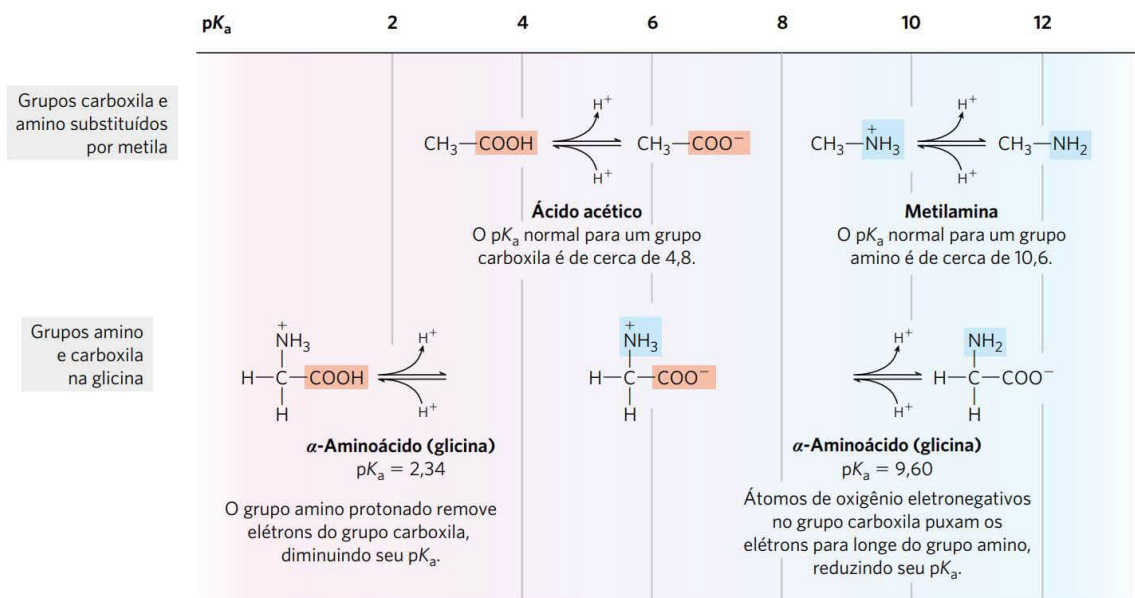 pKa 2 4 6 8 10 12
Grupos carboxila e
amino substituídos
por metila
H⁺ H⁺
CH₃—COOH CH₃—COO⁻ CH₃—N⁺H₃ CH₃—NH₂
H⁺ H⁺
Ácido acético
O pKa normal para um grupo
carboxila é de cerca de 4,8.
Metilamina
O pKa normal para um grupo
amino é de cerca de 10,6.
Grupos amino
e carboxila
na glicina
N⁺H₃ H⁺ N⁺H₃ H⁺ NH₂
H—C—COOH H—C—COO⁻ H—C—COO⁻
H H⁺ H H⁺ H
α-Aminoácido (glicina)
pKa = 2,34
O grupo amino protonado remove
elétrons do grupo carboxila,
diminuindo seu pKa.
α-Aminoácido (glicina)
pKa = 9,60
Átomos de oxigênio eletronegativos
no grupo carboxila puxam os
elétrons para longe do grupo amino,
reduzindo seu pKa.